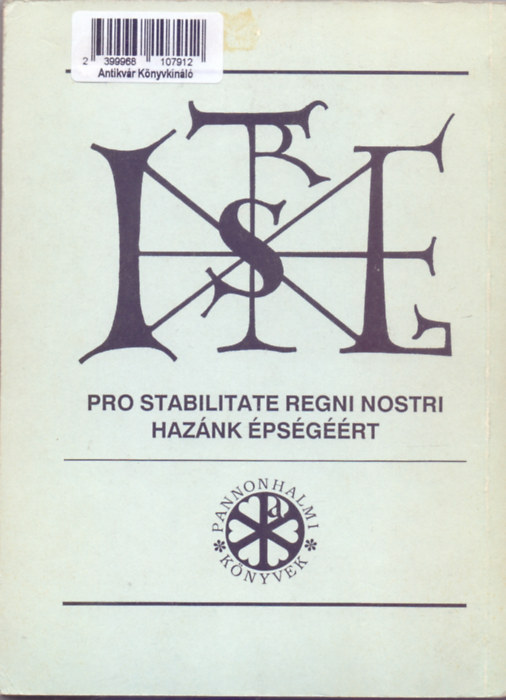 2 399968 107912
Antikvár Könyvkínáló
PRO STABILITATE REGNI NOSTRI
HAZÁNK ÉPSÉGÉÉRT
PANNONHALMI
* KÖNYVEK *